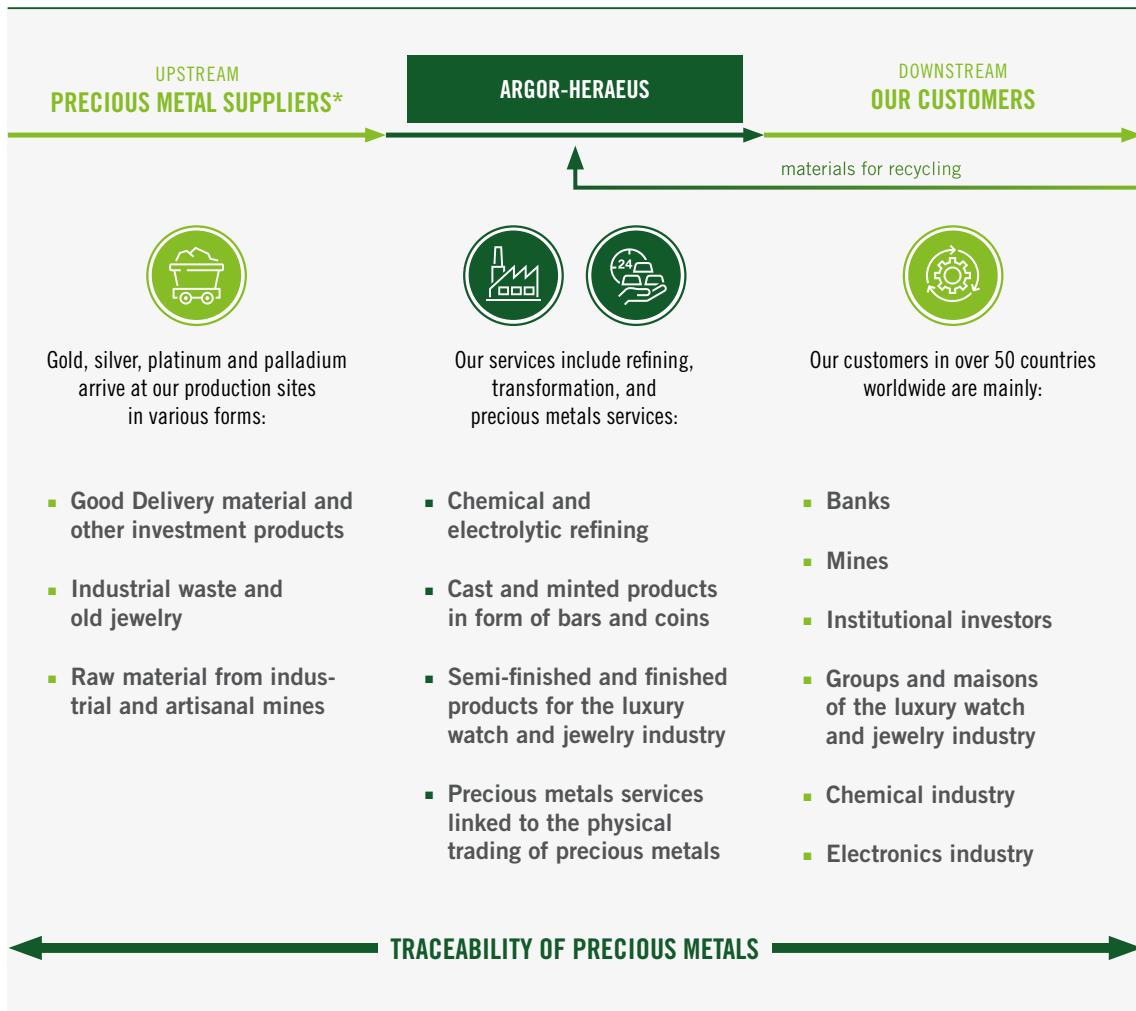 UPSTREAM
PRECIOUS METAL SUPPLIERS*
ARGOR-HERAEUS
DOWNSTREAM
OUR CUSTOMERS
materials for recycling
24
Gold, silver, platinum and palladium
arrive at our production sites
in various forms:
▪ Good Delivery material and
other investment products
▪ Industrial waste and
old jewelry
▪ Raw material from indus-
trial and artisanal mines
Our services include refining,
transformation, and
precious metals services:
▪ Chemical and
electrolytic refining
▪ Cast and minted products
in form of bars and coins
▪ Semi-finished and finished
products for the luxury
watch and jewelry industry
▪ Precious metals services
linked to the physical
trading of precious metals
Our customers in over 50 countries
worldwide are mainly:
▪ Banks
▪ Mines
▪ Institutional investors
▪ Groups and maisons
of the luxury watch
and jewelry industry
▪ Chemical industry
▪ Electronics industry
TRACEABILITY OF PRECIOUS METALS